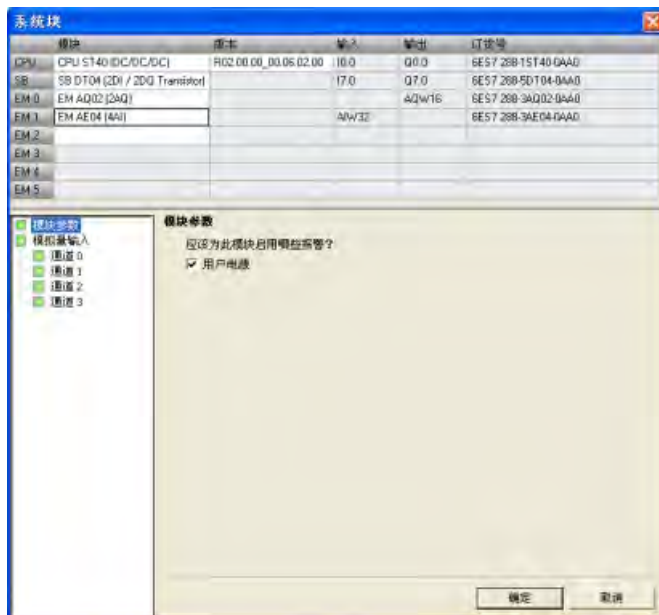 系统块
模块 版本 输入 输出 订货号
CPU CPU ST40 (DC/DC/DC) R02.00.00_00.06.02.00 I0.0 Q0.0 6ES7 288-1ST40-0AA0
SB SB DT04 (2DI / 2DQ Transistor) I7.0 Q7.0 6ES7 288-5DT04-0AA0
EM 0 EM AQ02 (2AQ) AQW16 6ES7 288-3AQ02-0AA0
EM 1 EM AE04 (4AI) AIW32 6ES7 288-3AE04-0AA0
EM 2
EM 3
EM 4
EM 5
模块参数
模拟量输入
通道 0
通道 1
通道 2
通道 3
模块参数
应该为此模块启用哪些报警?
用户电源
确定 取消